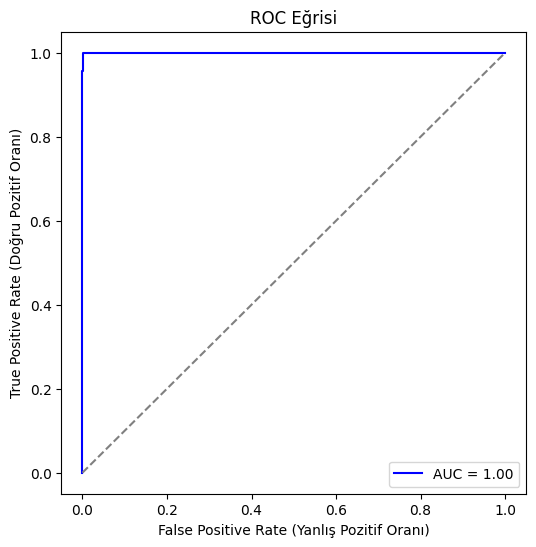 ROC Eğrisi
True Positive Rate (Doğru Pozitif Oranı)
1.0
0.8
0.6
0.4
0.2
0.0
AUC = 1.00
0.0 0.2 0.4 0.6 0.8 1.0
False Positive Rate (Yanlış Pozitif Oranı)